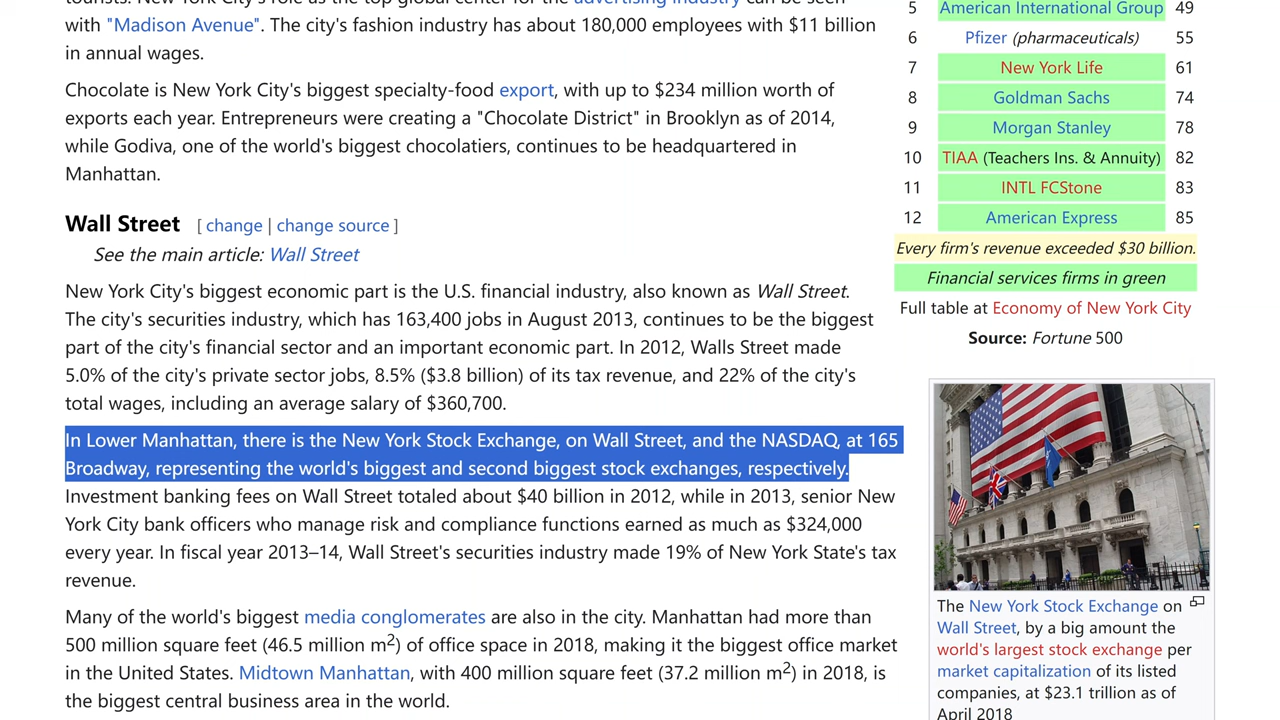 tourists. New York City's role as the top global center for the advertising industry can be seen
with "Madison Avenue". The city's fashion industry has about 180,000 employees with $11 billion
in annual wages.
Chocolate is New York City's biggest specialty-food export, with up to $234 million worth of
exports each year. Entrepreneurs were creating a "Chocolate District" in Brooklyn as of 2014,
while Godiva, one of the world's biggest chocolatiers, continues to be headquartered in
Manhattan.
Wall Street [ change | change source ]
See the main article: Wall Street
New York City's biggest economic part is the U.S. financial industry, also known as Wall Street.
The city's securities industry, which has 163,400 jobs in August 2013, continues to be the biggest
part of the city's financial sector and an important economic part. In 2012, Walls Street made
5.0% of the city's private sector jobs, 8.5% ($3.8 billion) of its tax revenue, and 22% of the city's
total wages, including an average salary of $360,700.
In Lower Manhattan, there is the New York Stock Exchange, on Wall Street, and the NASDAQ, at 165
Broadway, representing the world's biggest and second biggest stock exchanges, respectively.
Investment banking fees on Wall Street totaled about $40 billion in 2012, while in 2013, senior New
York City bank officers who manage risk and compliance functions earned as much as $324,000
every year. In fiscal year 2013–14, Wall Street's securities industry made 19% of New York State's tax
revenue.
Many of the world's biggest media conglomerates are also in the city. Manhattan had more than
500 million square feet (46.5 million m2) of office space in 2018, making it the biggest office market
in the United States. Midtown Manhattan, with 400 million square feet (37.2 million m2) in 2018, is
the biggest central business area in the world.
5 American International Group 49
6 Pfizer (pharmaceuticals) 55
7 New York Life 61
8 Goldman Sachs 74
9 Morgan Stanley 78
10 TIAA (Teachers Ins. & Annuity) 82
11 INTL FCStone 83
12 American Express 85
Every firm's revenue exceeded $30 billion.
Financial services firms in green
Full table at Economy of New York City
Source: Fortune 500
The New York Stock Exchange on
Wall Street, by a big amount the
world's largest stock exchange per
market capitalization of its listed
companies, at $23.1 trillion as of
April 2018